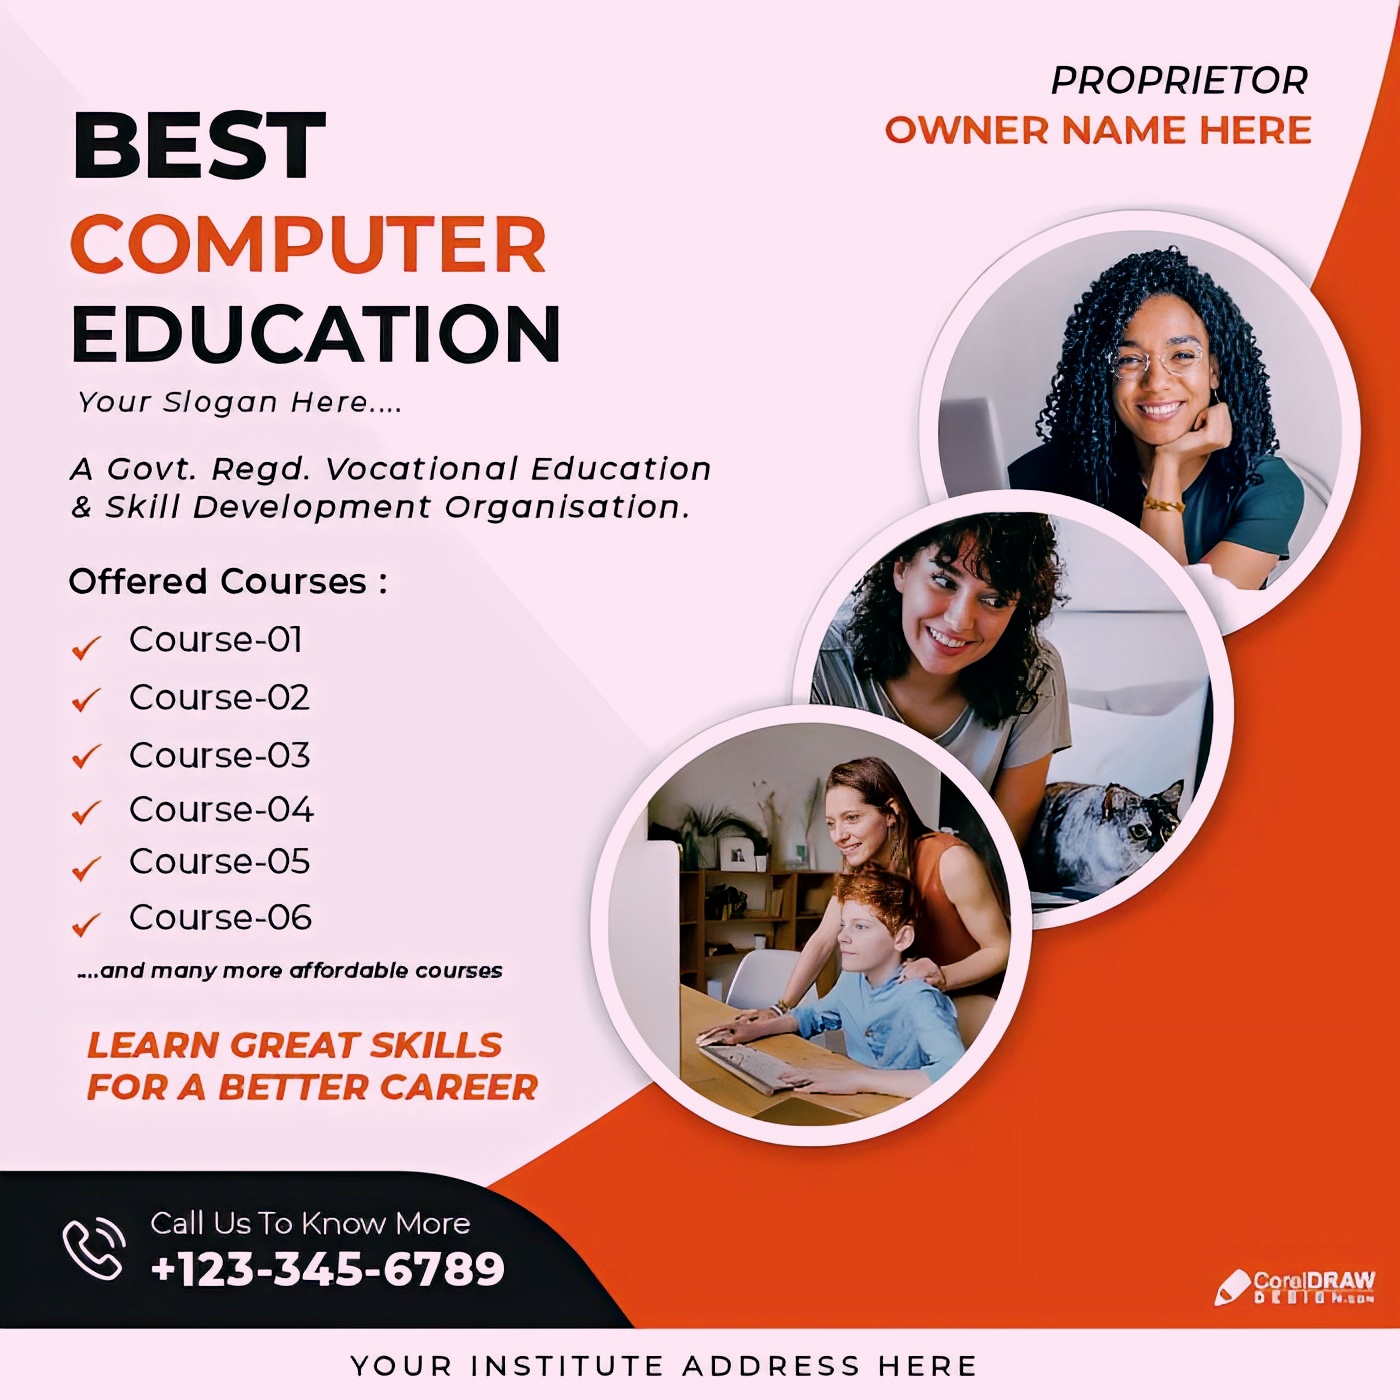 PROPRIETOR
OWNER NAME HERE
BEST
COMPUTER
EDUCATION
Your Slogan Here....
A Govt. Regd. Vocational Education
& Skill Development Organisation.
Offered Courses :
Course-01
Course-02
Course-03
Course-04
Course-05
Course-06
....and many more affordable courses
LEARN GREAT SKILLS
FOR A BETTER CAREER
Call Us To Know More
+123-345-6789
CorelDRAW
DESIGN.COM
YOUR INSTITUTE ADDRESS HERE